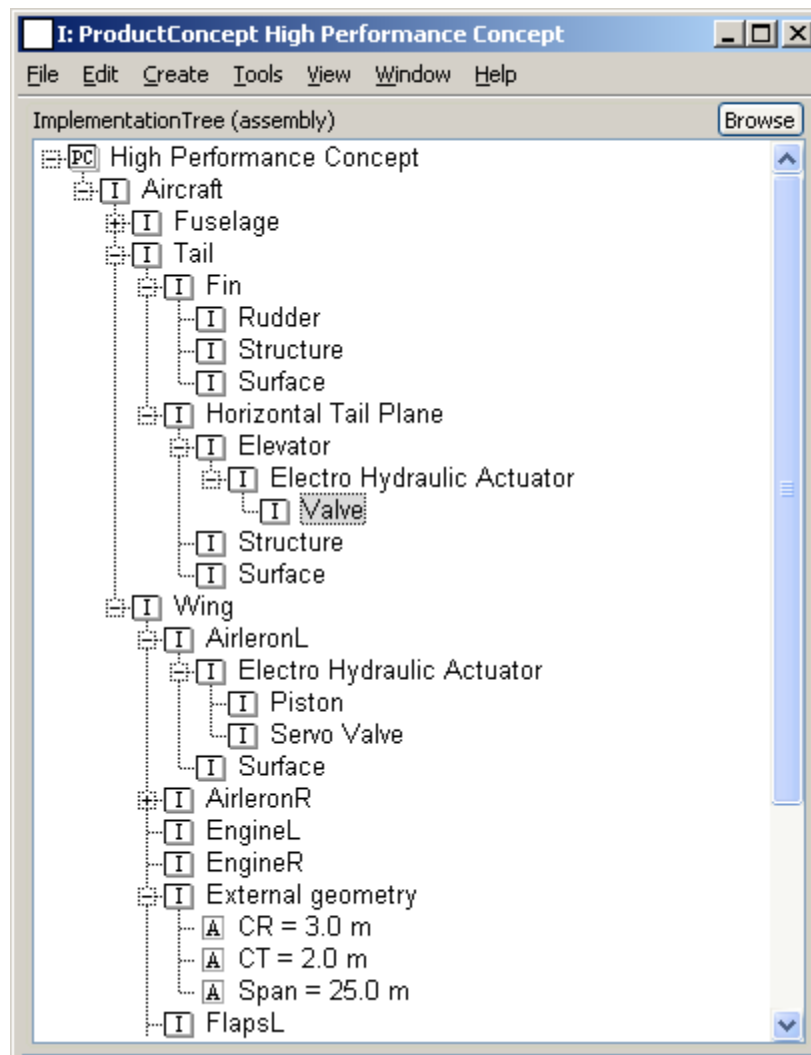 I: ProductConcept High Performance Concept
File Edit Create Tools View Window Help
ImplementationTree (assembly) Browse
PC High Performance Concept
I Aircraft
I Fuselage
I Tail
I Fin
I Rudder
I Structure
I Surface
I Horizontal Tail Plane
I Elevator
I Electro Hydraulic Actuator
I Valve
I Structure
I Surface
I Wing
I AirleronL
I Electro Hydraulic Actuator
I Piston
I Servo Valve
I Surface
I AirleronR
I EngineL
I EngineR
I External geometry
A CR = 3.0 m
A CT = 2.0 m
A Span = 25.0 m
I FlapsL